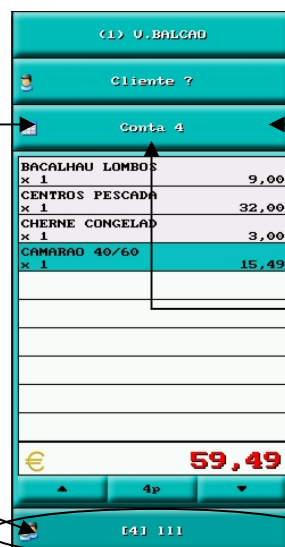 (1) V.BALCAO
Cliente ?
Conta 4
BACALHAU LOMBOS
x 1 9,00
CENTROS PESCADA
x 1 32,00
CHERNE CONGELAD
x 1 3,00
CAMARAO 40/60
x 1 15,49
€ 59,49
4p
[4] 111